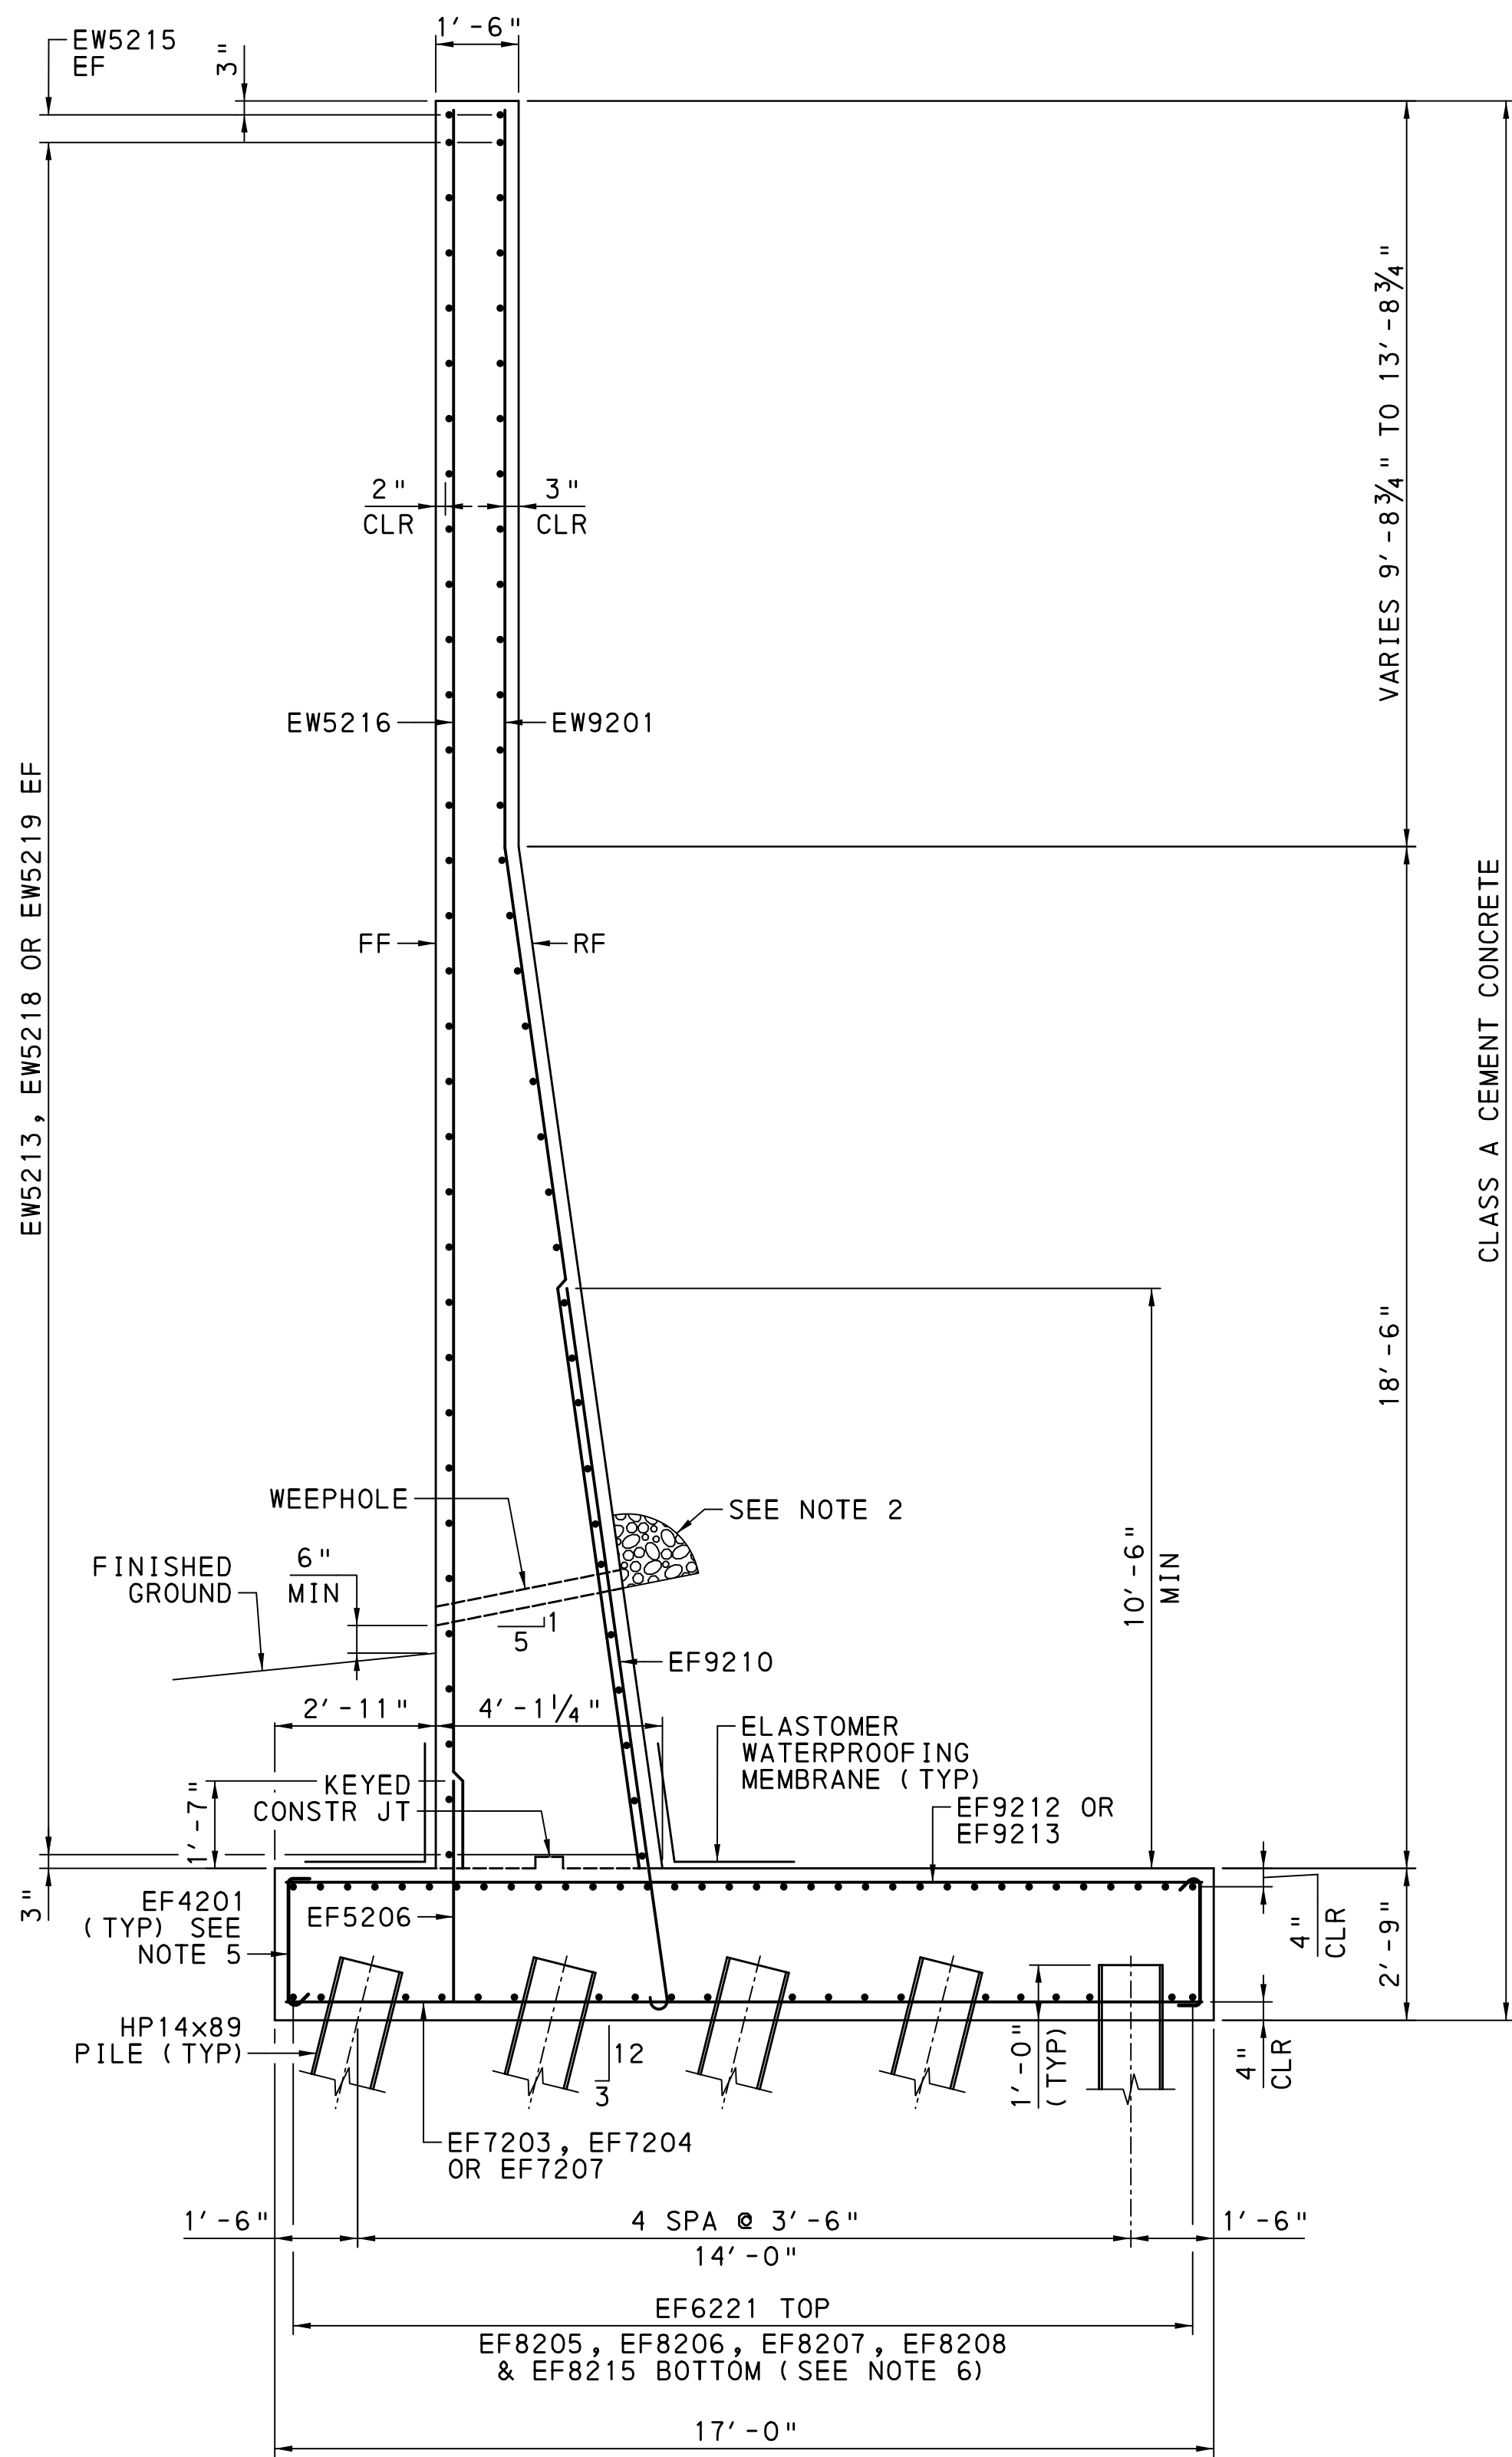 1'-6"
EW5215
EF
3"
VARIES 9'-8¾" TO 13'-8¾"
2"
CLR
3"
CLR
EW5216
EW9201
EW5213, EW5218 OR EW5219 EF
FF
RF
CLASS A CEMENT CONCRETE
18'-6"
WEEPHOLE
SEE NOTE 2
FINISHED
GROUND
6"
MIN
10'-6"
MIN
1
5
EF9210
2'-11"
4'-1¼"
ELASTOMER
WATERPROOFING
MEMBRANE (TYP)
KEYED
CONSTR JT
1'-7"
EF9212 OR
EF9213
3"
EF4201
(TYP) SEE
NOTE 5
EF5206
4"
CLR
2'-9"
HP14x89
PILE (TYP)
12
3
1'-0"
(TYP)
4"
CLR
EF7203, EF7204
OR EF7207
1'-6"
4 SPA @ 3'-6"
14'-0"
1'-6"
EF6221 TOP
EF8205, EF8206, EF8207, EF8208
& EF8215 BOTTOM (SEE NOTE 6)
17'-0"